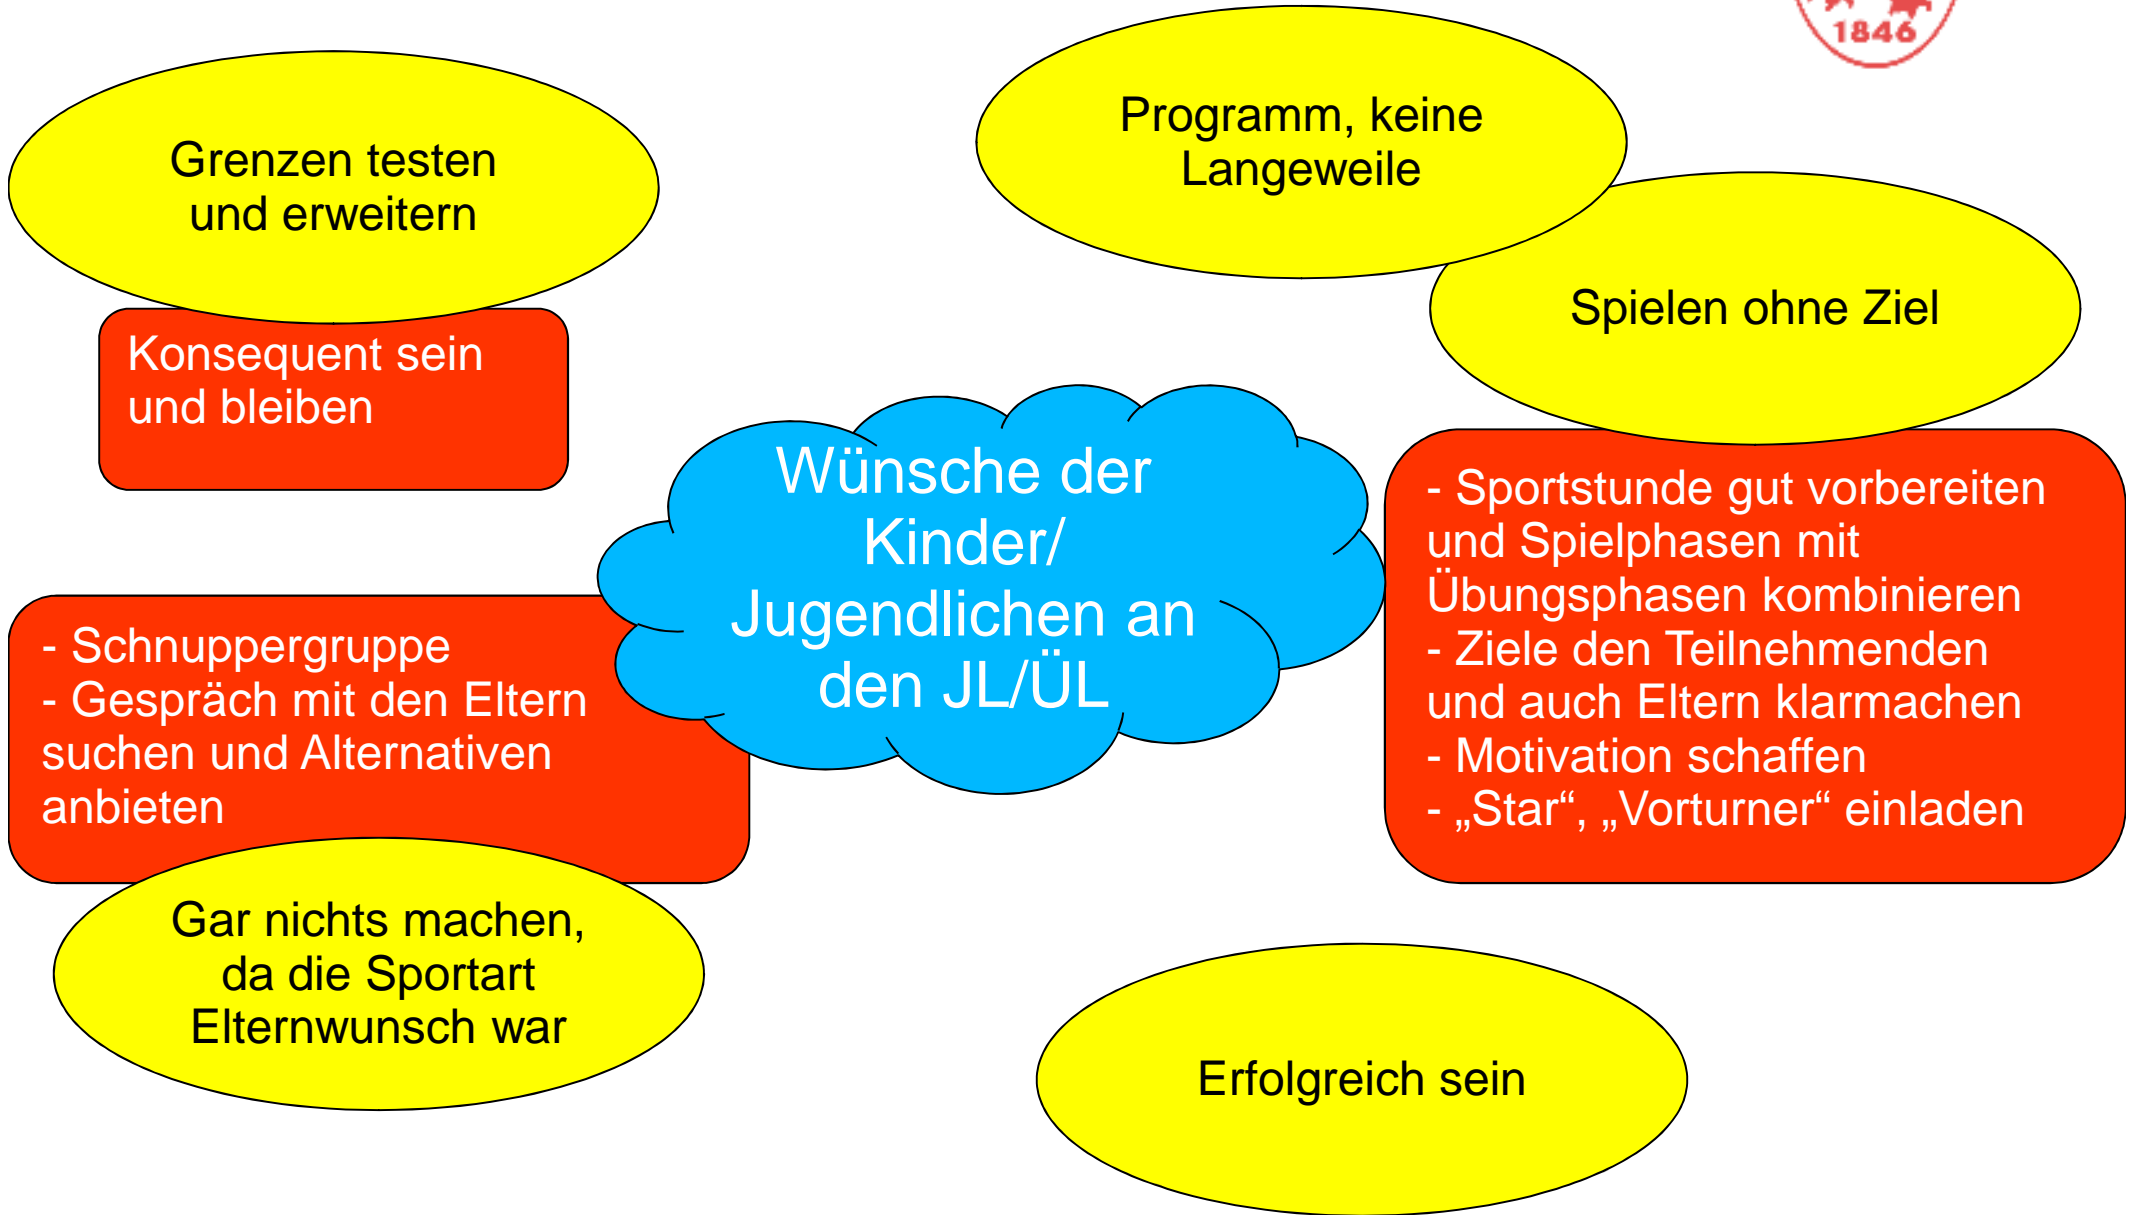 1846
Programm, keine
Langeweile
Grenzen testen
und erweitern
Spielen ohne Ziel
Konsequent sein
und bleiben
Wünsche der
Kinder/
Jugendlichen an
den JL/ÜL
- Sportstunde gut vorbereiten
und Spielphasen mit
Übungsphasen kombinieren
- Ziele den Teilnehmenden
und auch Eltern klarmachen
- Motivation schaffen
- „Star“, „Vorturner“ einladen
- Schnuppergruppe
- Gespräch mit den Eltern
suchen und Alternativen
anbieten
Gar nichts machen,
da die Sportart
Elternwunsch war
Erfolgreich sein